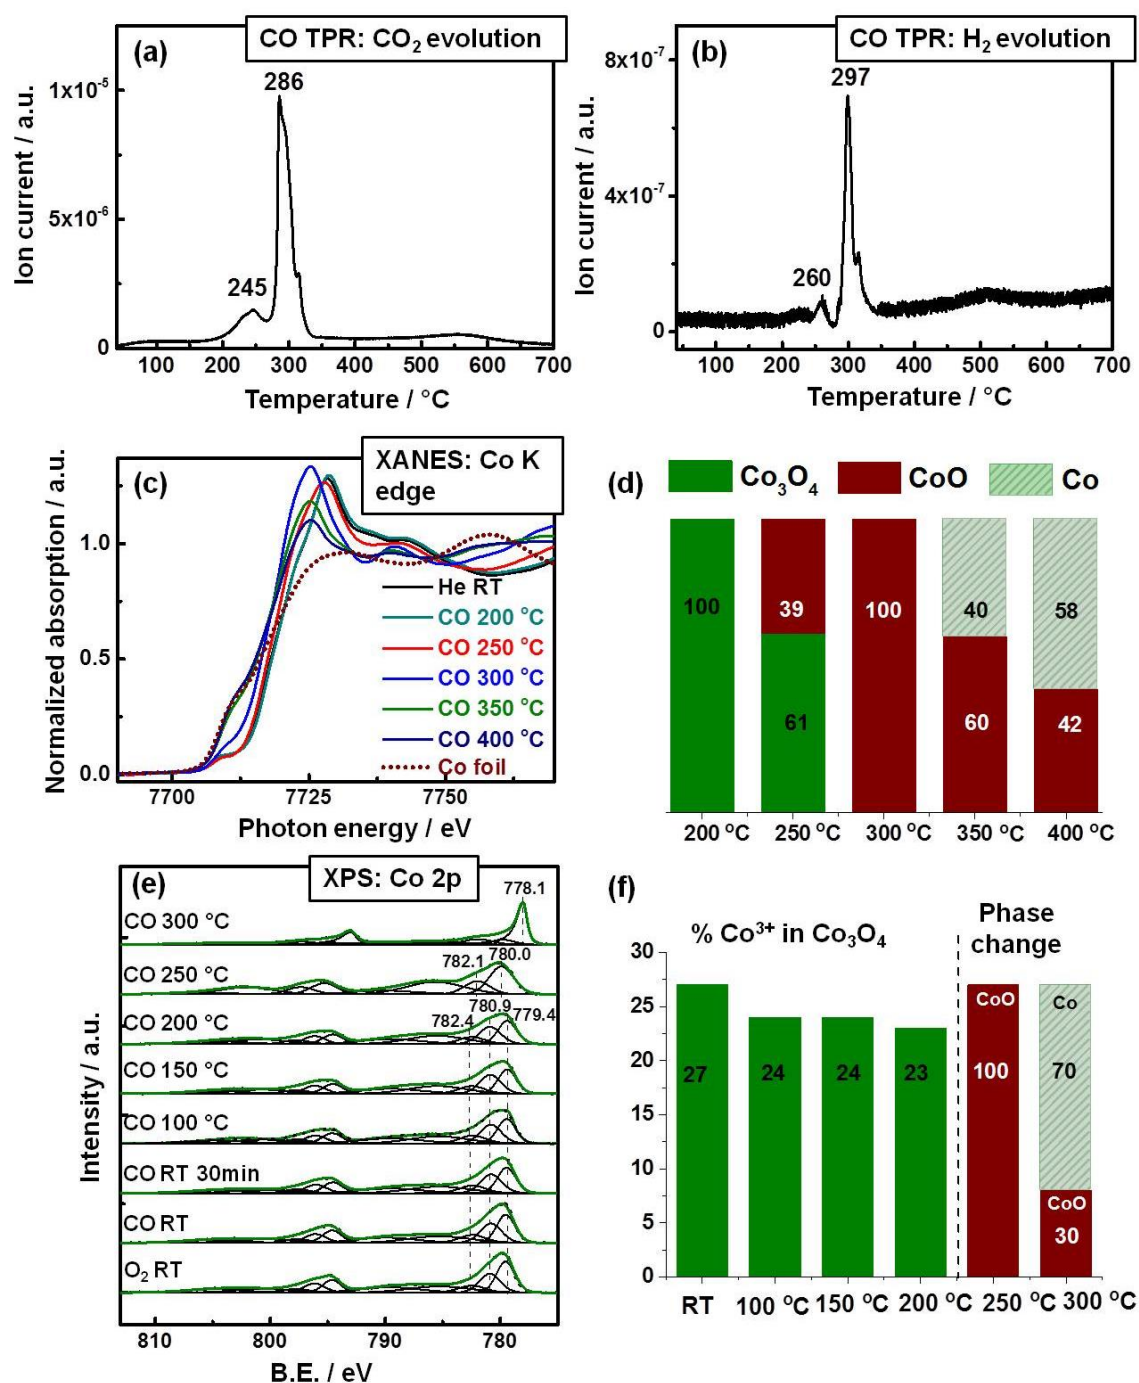 (a)
CO TPR: CO₂ evolution
Ion current / a.u.
1x10⁻⁵
5x10⁻⁶
0
286
245
100 200 300 400 500 600 700
Temperature / °C
(b)
CO TPR: H₂ evolution
Ion current / a.u.
8x10⁻⁷
4x10⁻⁷
0
297
260
100 200 300 400 500 600 700
Temperature / °C
(c)
XANES: Co K
edge
Normalized absorption / a.u.
1.0
0.5
0.0
He RT
CO 200 °C
CO 250 °C
CO 300 °C
CO 350 °C
CO 400 °C
Co foil
7700 7725 7750
Photon energy / eV
(d)
Co₃O₄ CoO Co
100 39 100 40 58
61 60 42
200 °C 250 °C 300 °C 350 °C 400 °C
(e)
XPS: Co 2p
Intensity / a.u.
778.1
CO 300 °C
782.1 780.0
CO 250 °C
782.4 780.9 779.4
CO 200 °C
CO 150 °C
CO 100 °C
CO RT 30min
CO RT
O₂ RT
810 800 790 780
B.E. / eV
(f)
% Co³⁺ in Co₃O₄
Phase
change
30
25
20
15
10
5
0
27 24 24 23
CoO
100
Co
70
CoO
30
RT 100 °C 150 °C 200 °C 250 °C 300 °C